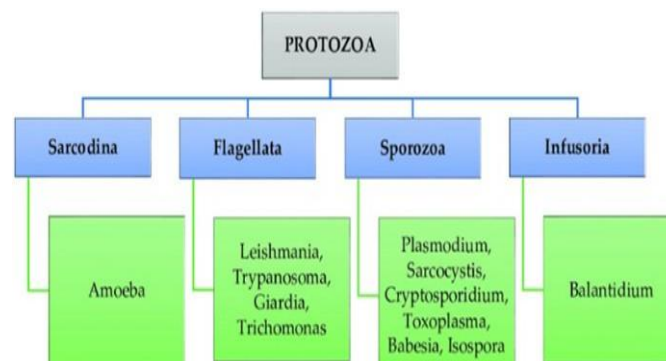 PROTOZOA
Sarcodina
Flagellata
Sporozoa
Infusoria
Amoeba
Leishmania,
Trypanosoma,
Giardia,
Trichomonas
Plasmodium,
Sarcocystis,
Cryptosporidium,
Toxoplasma,
Babesia, Isospora
Balantidium